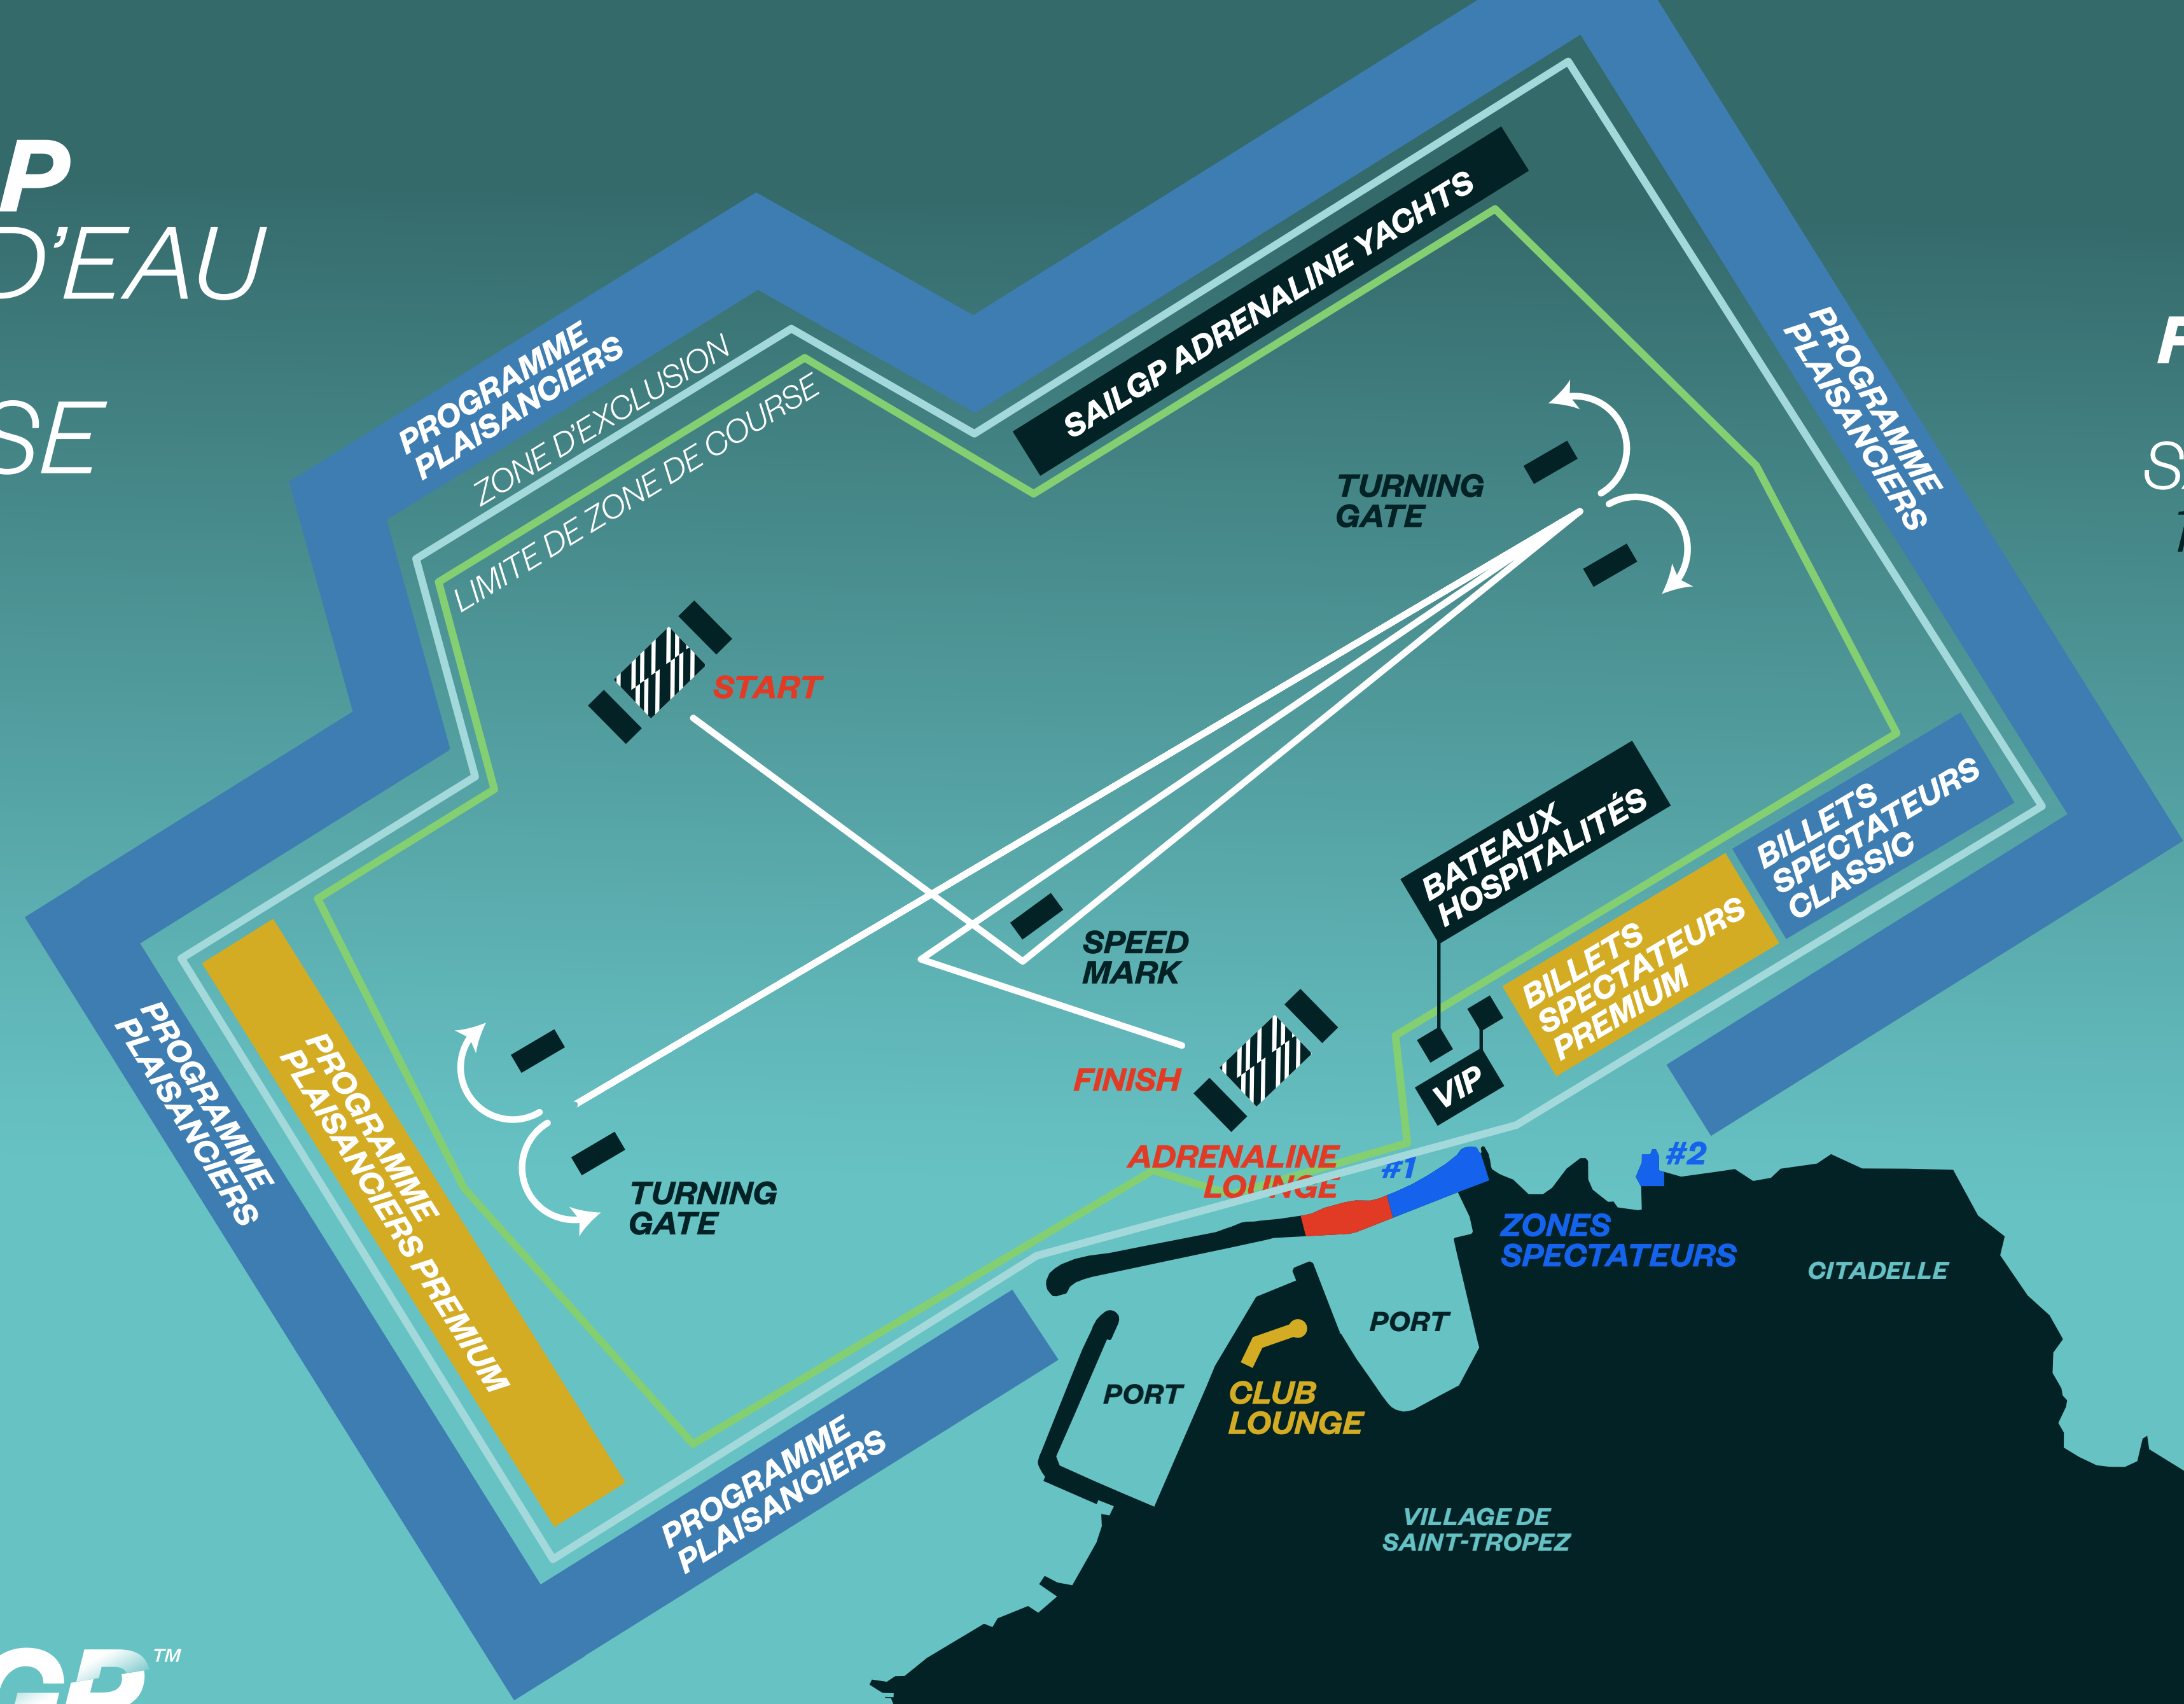 P
D'EAU
SE
PROGRAMME
PLAISANCIERS
ZONE D'EXCLUSION
LIMITE DE ZONE DE COURSE
SAILGP ADRENALINE YACHTS
PROGRAMME
PLAISANCIERS
TURNING
GATE
START
BATEAUX
HOSPITALITÉS
BILLETS
SPECTATEURS
CLASSIC
BILLETS
SPECTATEURS
PREMIUM
SPEED
MARK
VIP
FINISH
PROGRAMME
PLAISANCIERS
PROGRAMME
PLAISANCIERS PREMIUM
TURNING
GATE
ADRENALINE
LOUNGE
#1
#2
ZONES
SPECTATEURS
CITADELLE
PORT
PORT
CLUB
LOUNGE
PROGRAMME
PLAISANCIERS
VILLAGE DE
SAINT-TROPEZ
GP™